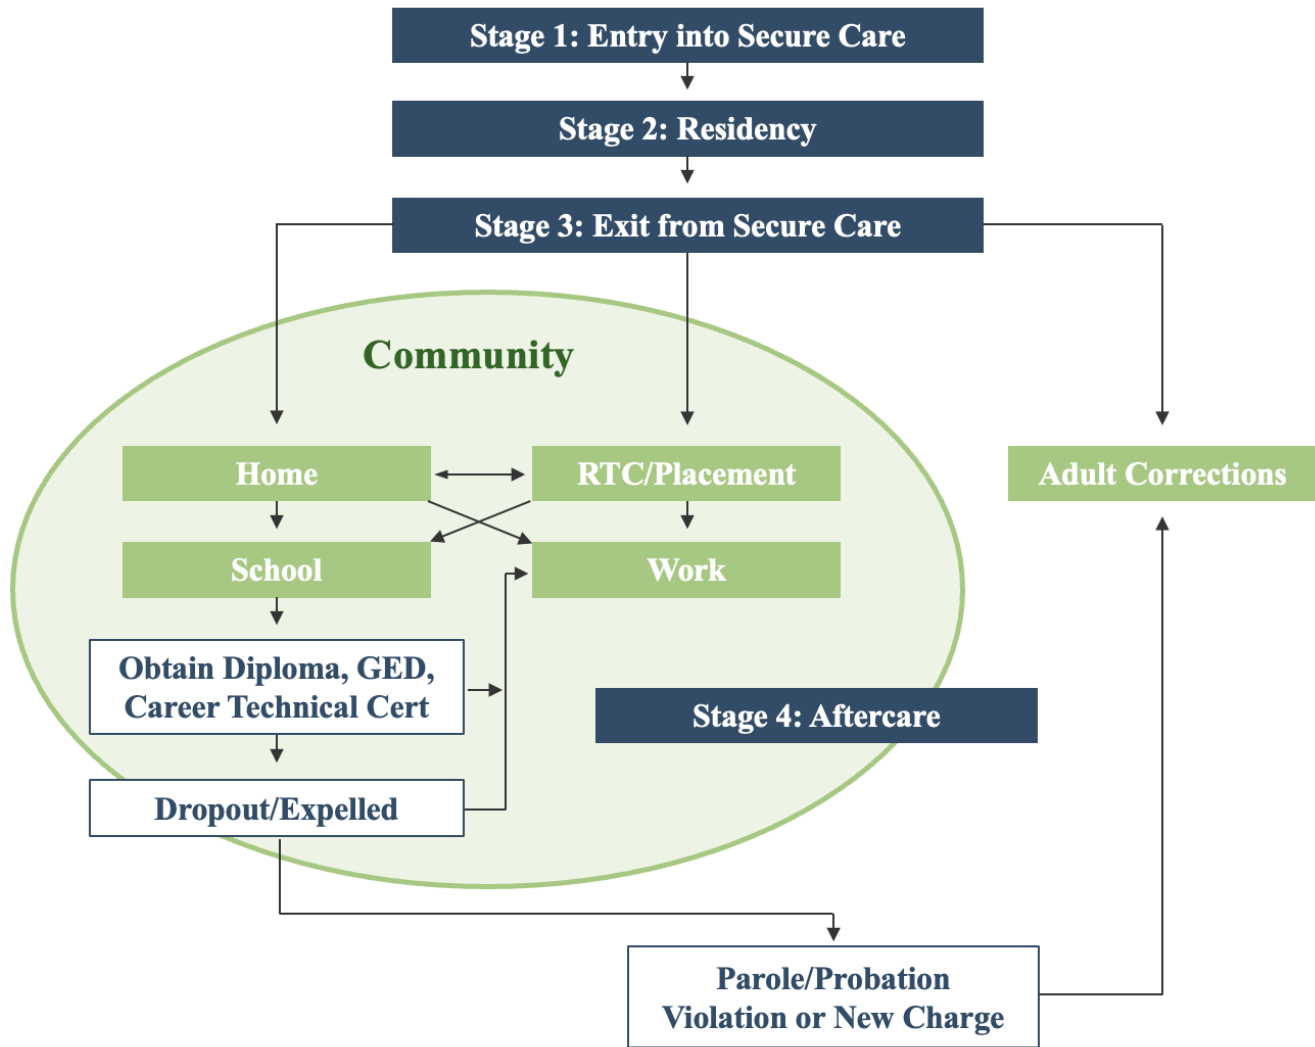 Stage 1: Entry into Secure Care
Stage 2: Residency
Stage 3: Exit from Secure Care
Community
Home
RTC/Placement
Adult Corrections
School
Work
Obtain Diploma, GED,
Career Technical Cert
Stage 4: Aftercare
Dropout/Expelled
Parole/Probation
Violation or New Charge